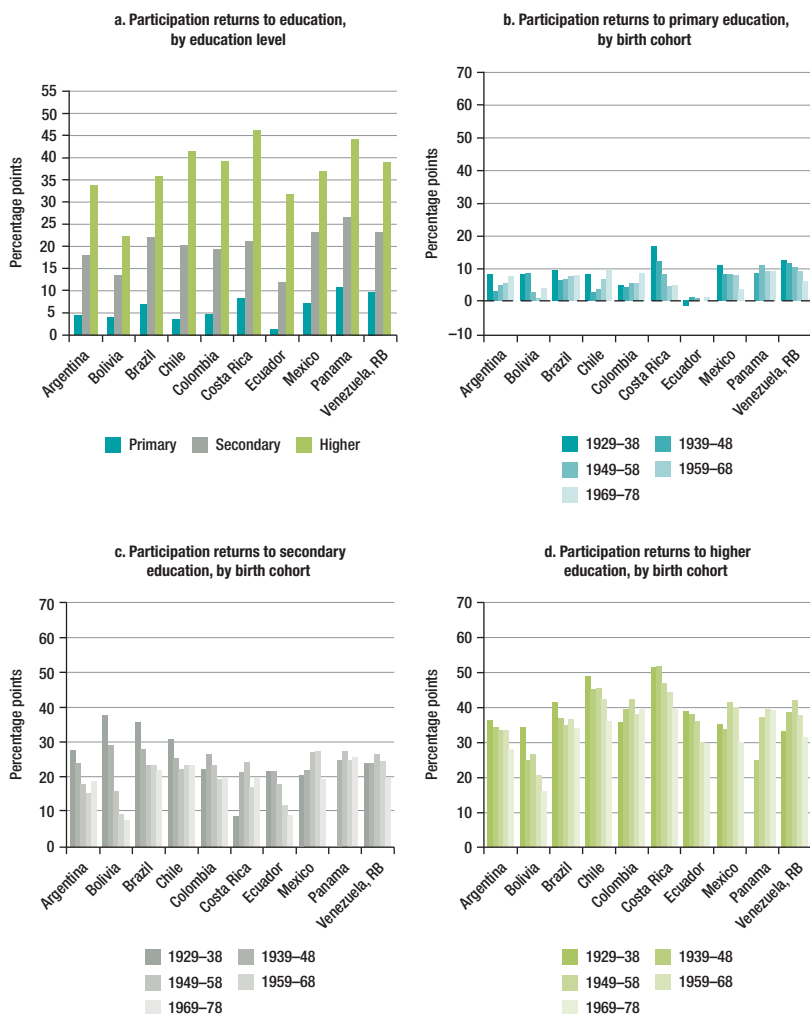 a. Participation returns to education,
by education level
Percentage points
55
50
45
40
35
30
25
20
15
10
5
0
Argentina
Bolivia
Brazil
Chile
Colombia
Costa Rica
Ecuador
Mexico
Panama
Venezuela, RB
Primary Secondary Higher
b. Participation returns to primary education,
by birth cohort
Percentage points
70
60
50
40
30
20
10
0
–10
Argentina
Bolivia
Brazil
Chile
Colombia
Costa Rica
Ecuador
Mexico
Panama
Venezuela, RB
1929–38 1939–48
1949–58 1959–68
1969–78
c. Participation returns to secondary
education, by birth cohort
Percentage points
70
60
50
40
30
20
10
0
Argentina
Bolivia
Brazil
Chile
Colombia
Costa Rica
Ecuador
Mexico
Panama
Venezuela, RB
1929–38 1939–48
1949–58 1959–68
1969–78
d. Participation returns to higher
education, by birth cohort
Percentage points
70
60
50
40
30
20
10
0
Argentina
Bolivia
Brazil
Chile
Colombia
Costa Rica
Ecuador
Mexico
Panama
Venezuela, RB
1929–38 1939–48
1949–58 1959–68
1969–78